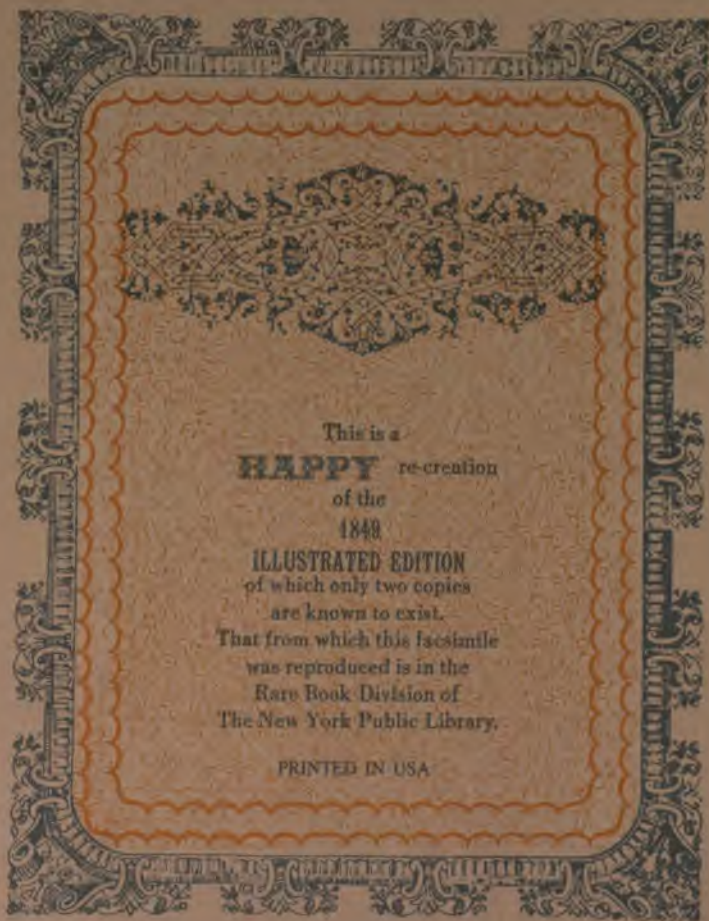 This is a
HAPPY re-creation
of the
1849
ILLUSTRATED EDITION
of which only two copies
are known to exist.
That from which this facsimile
was reproduced is in the
Rare Book Division of
The New York Public Library.
PRINTED IN USA